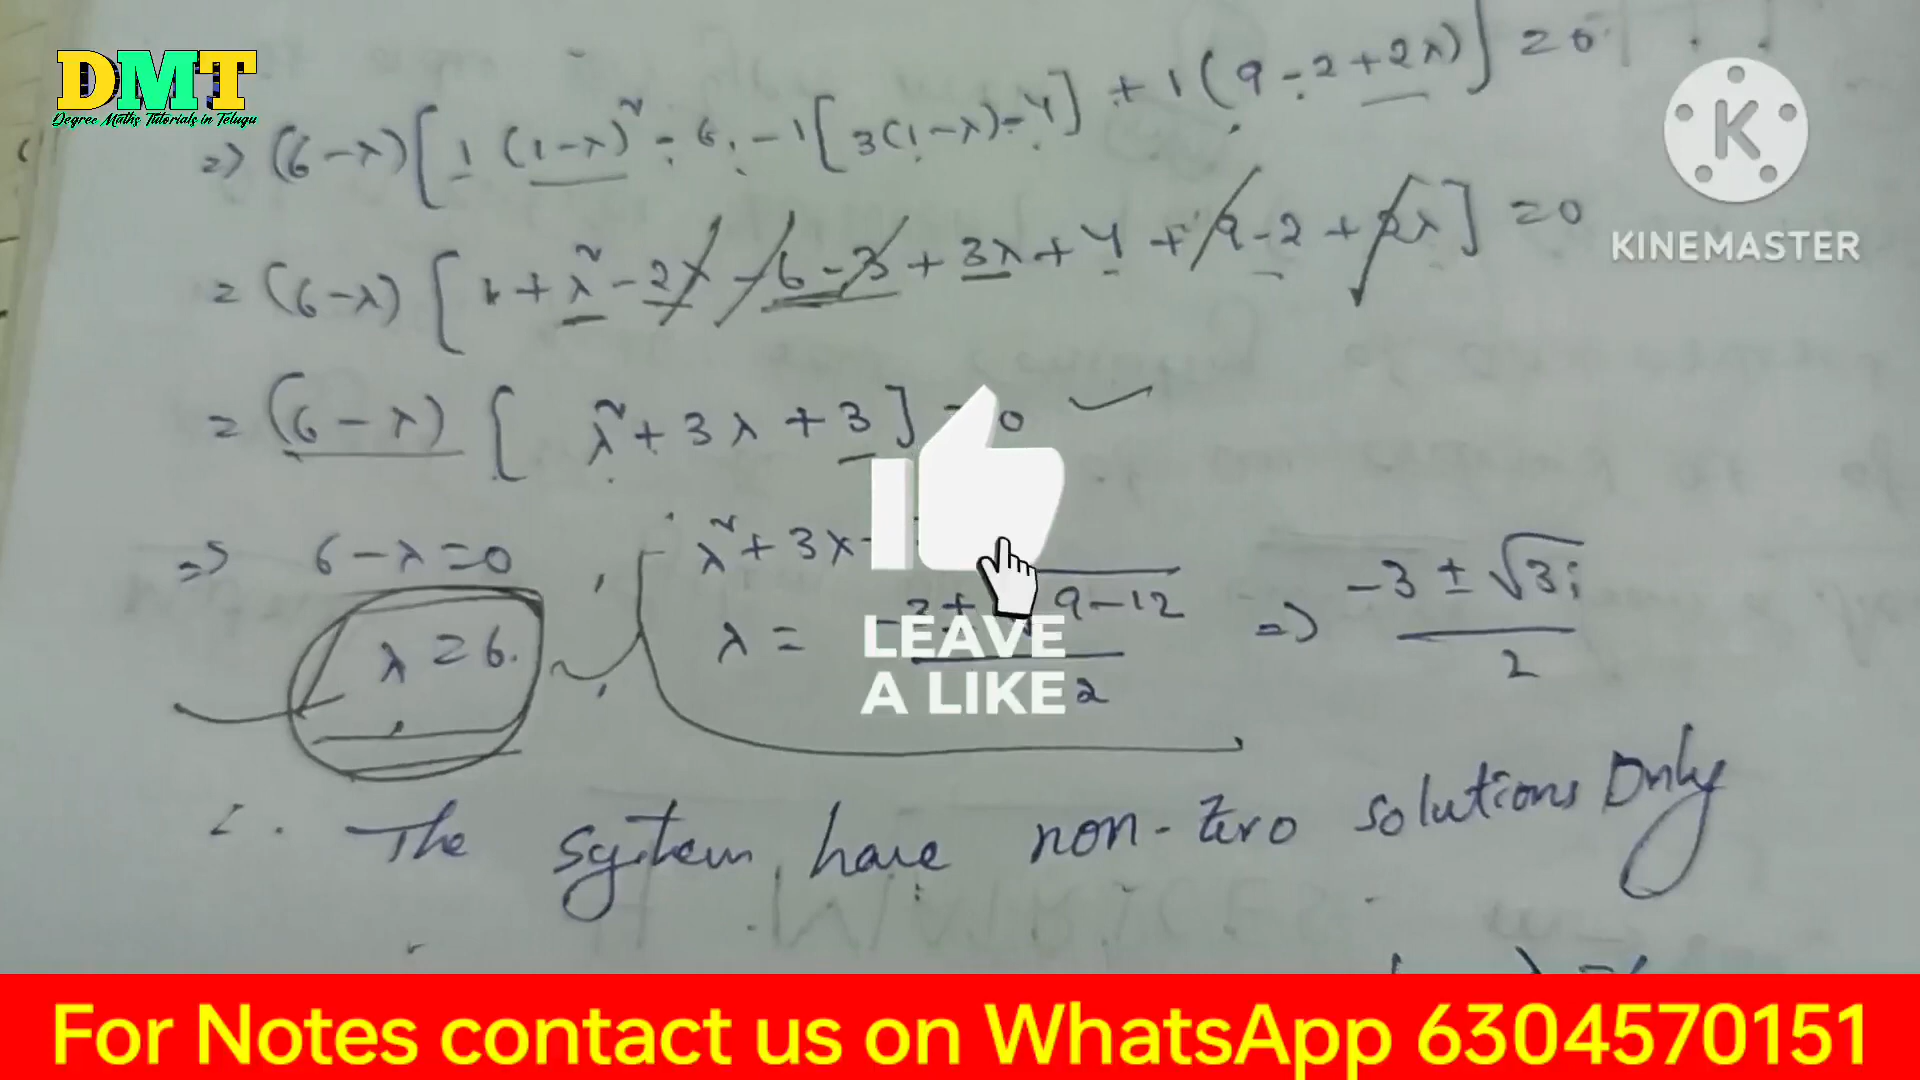 DMT
Degree Maths Tutorials in Telugu
=> (6-λ)[1 (1-λ)² - 6 - 1[3(1-λ) - 4] + 1(9 - 2 + 2λ)] = 0
= (6-λ)[1 + λ² - 2λ - 6 - 3 + 3λ + 4 + 9 - 2 + 2λ] = 0
KINEMASTER
= (6-λ) [λ² + 3λ + 3] = 0
=> 6-λ=0 , λ² + 3λ
λ = 6. λ = -3 ± √9-12 / 2 => -3 ± √3i / 2
LEAVE
A LIKE
∴ The system have non-zero solutions Only
For Notes contact us on WhatsApp 6304570151